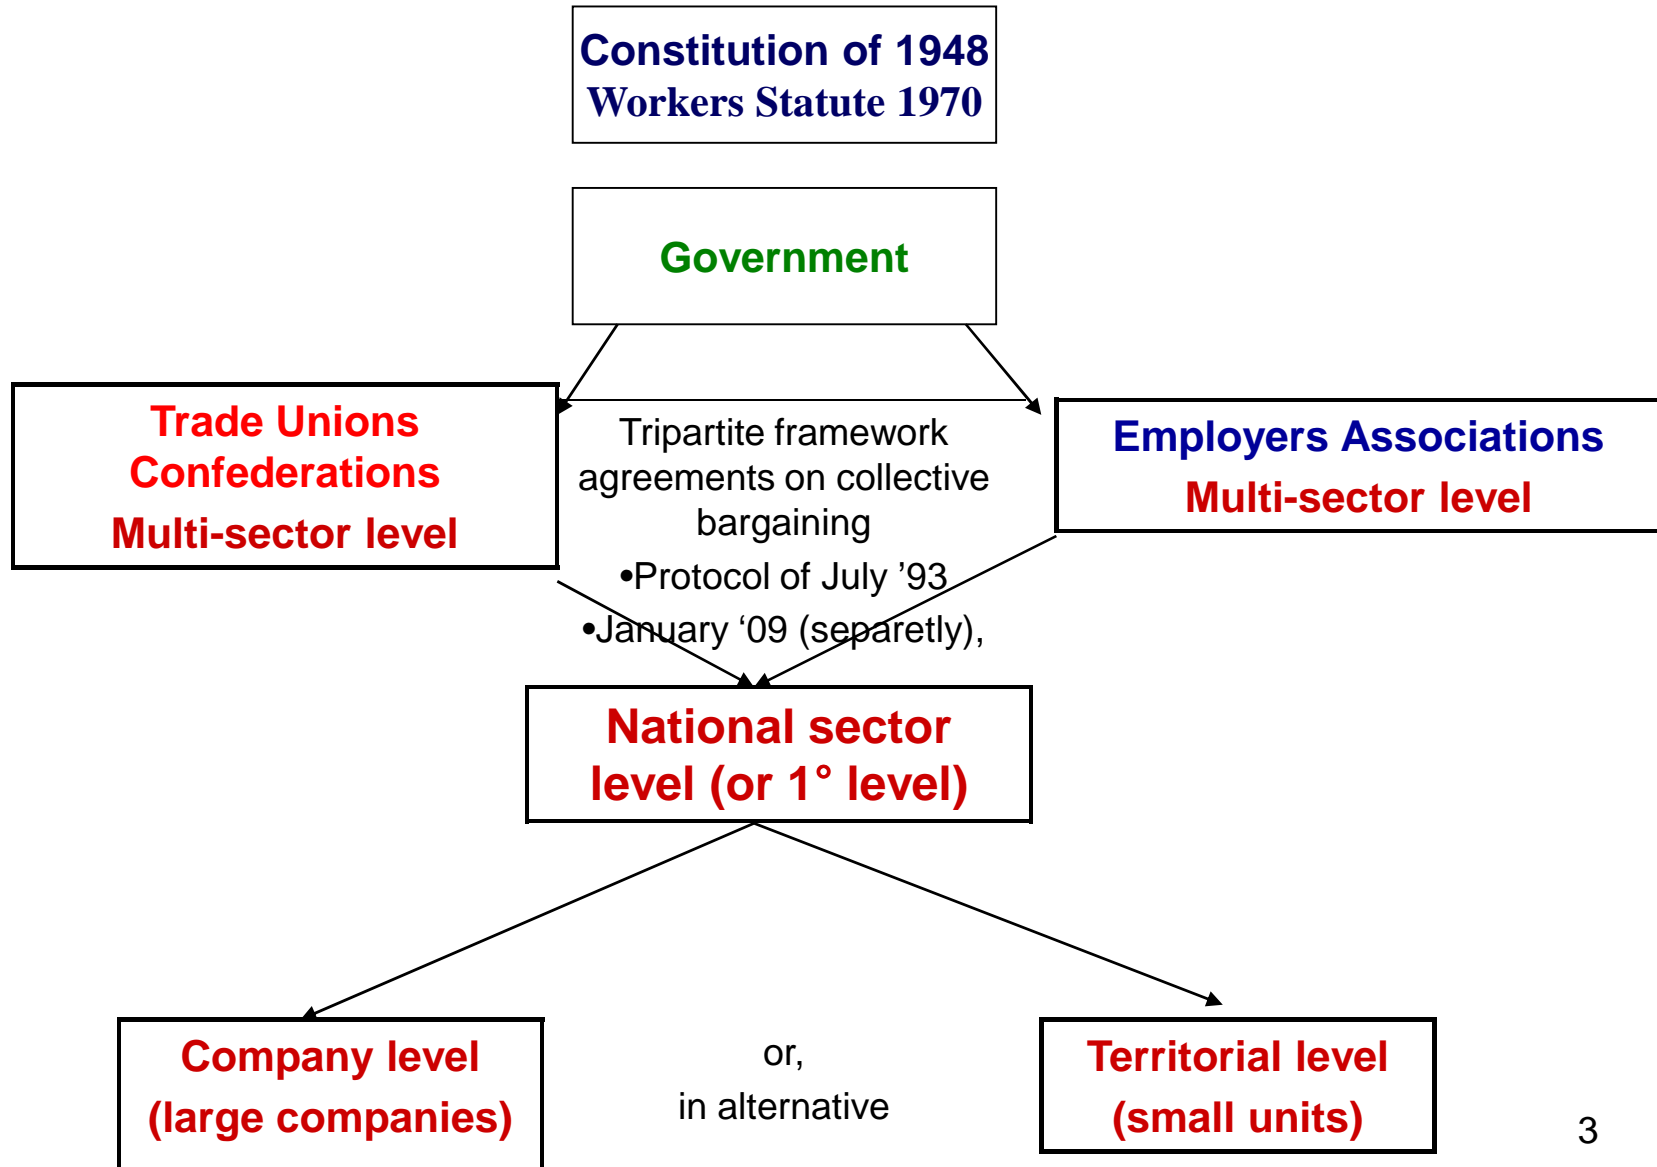 Constitution of 1948
Workers Statute 1970
Government
Trade Unions
Confederations
Multi-sector level
Tripartite framework
agreements on collective
bargaining
•Protocol of July ’93
•January ‘09 (separetly),
Employers Associations
Multi-sector level
National sector
level (or 1° level)
Company level
(large companies)
or,
in alternative
Territorial level
(small units)
3